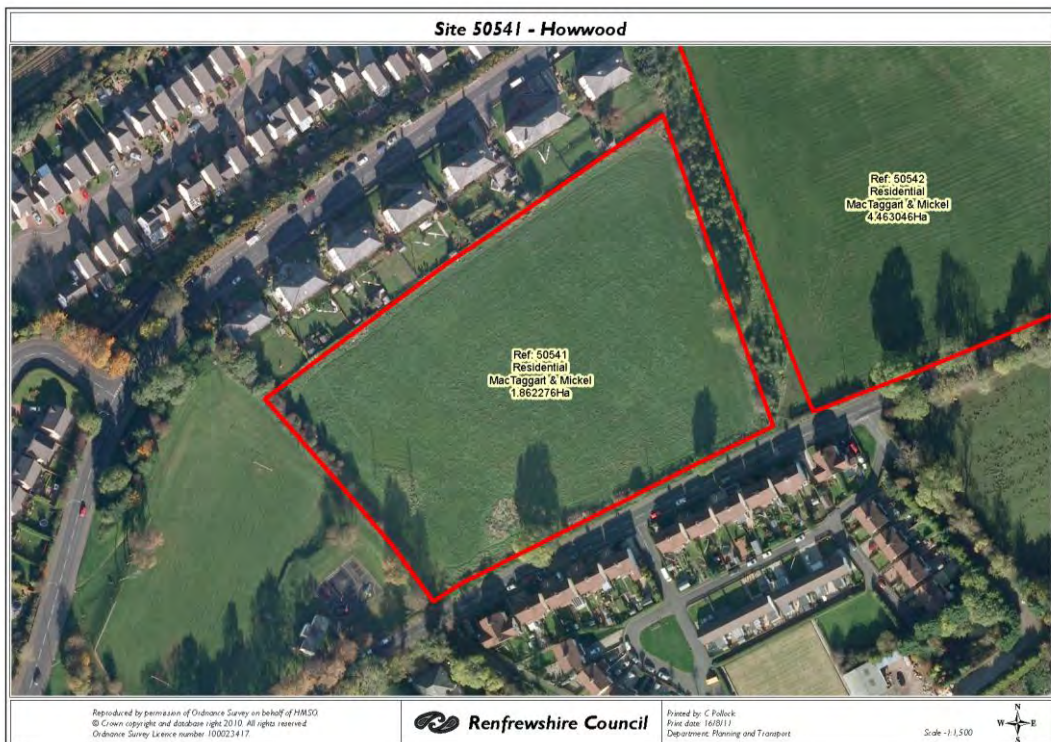 Site 50541 - Howwood
Ref: 50542
Residential
MacTaggart & Mickel
4.463046Ha
Ref: 50541
Residential
MacTaggart & Mickel
1.862276Ha
Reproduced by permission of Ordnance Survey on behalf of HMSO.
© Crown copyright and database right 2010. All rights reserved.
Ordnance Survey Licence number 100023417.
Renfrewshire Council
Printed by: C Pollock
Print date: 16/8/11
Department: Planning and Transport
Scale -1:1,500
N
W E
S